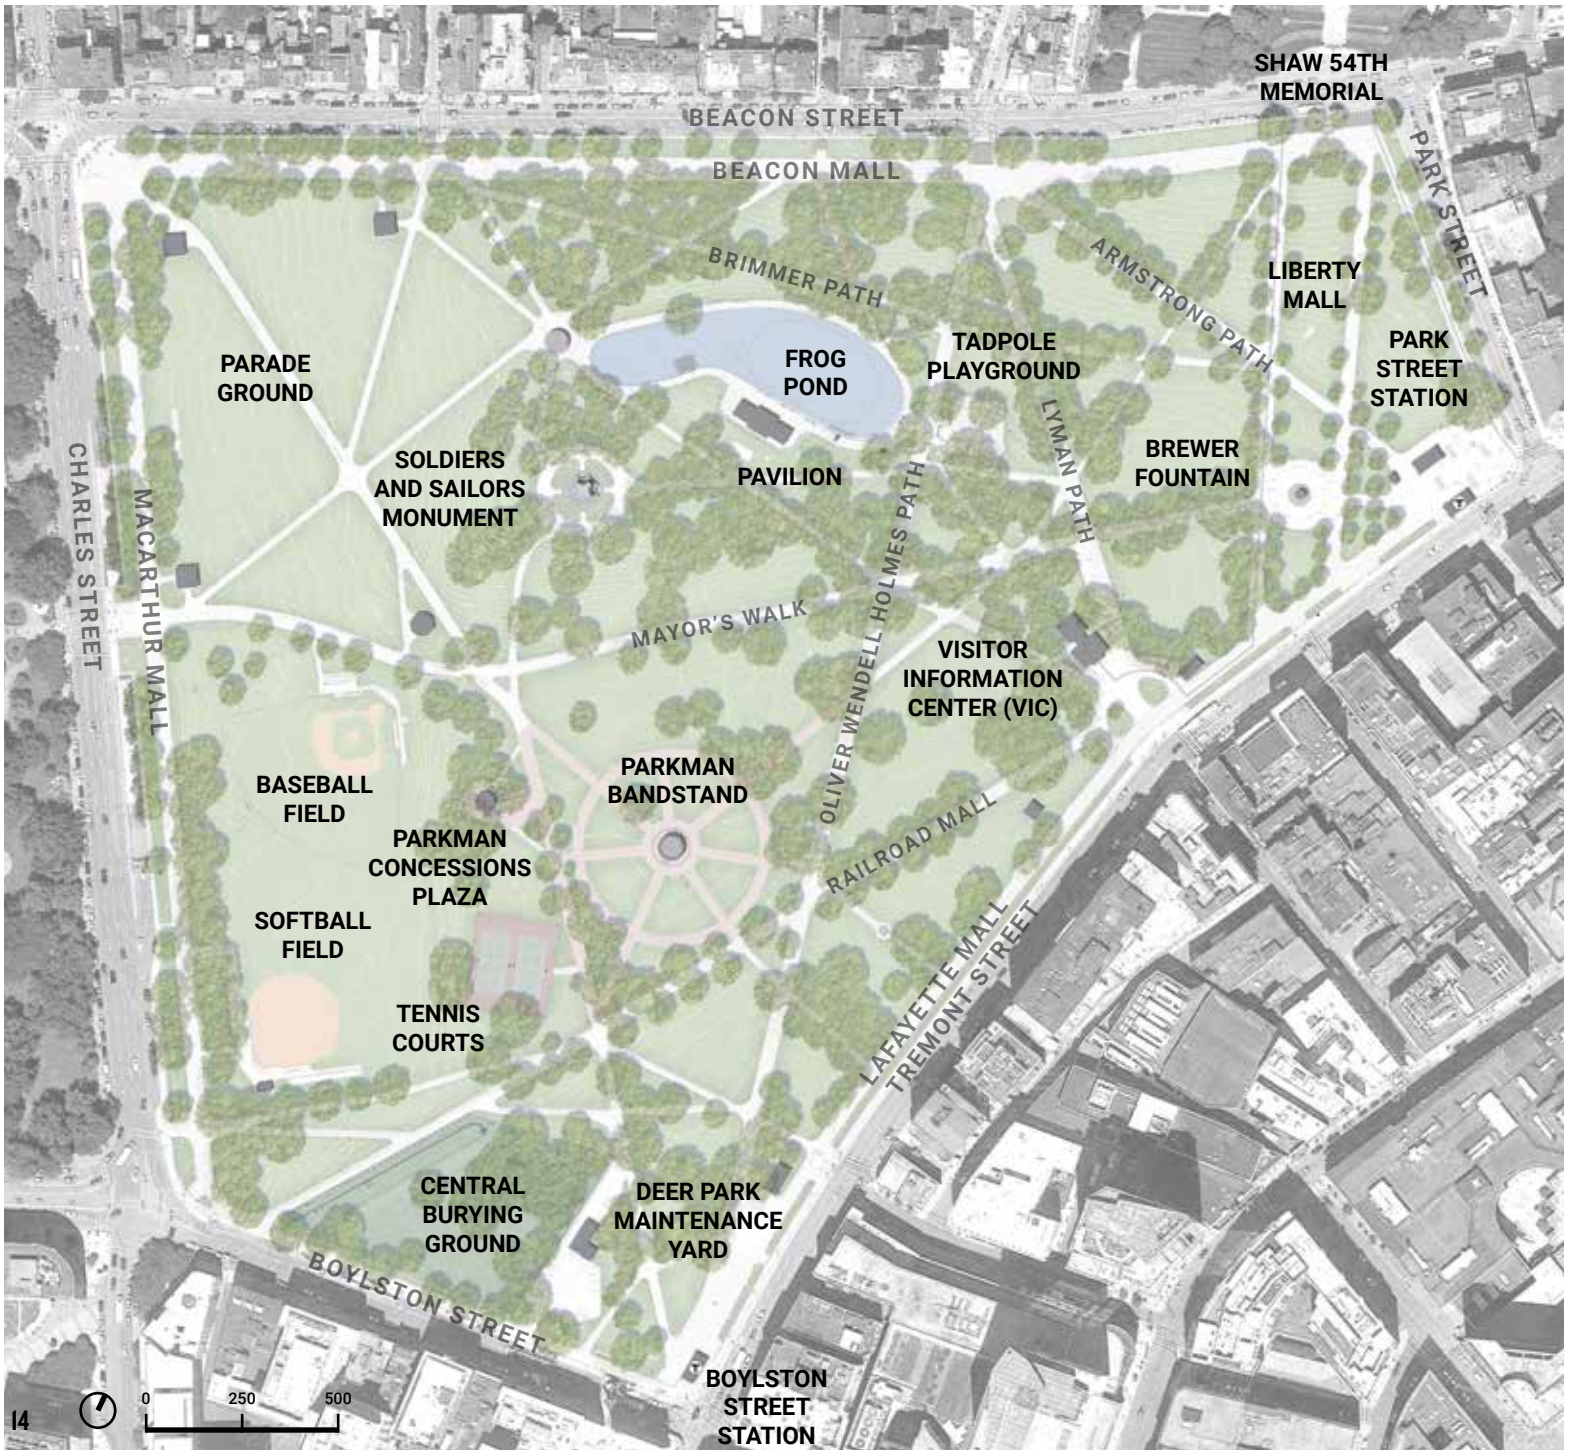 SHAW 54TH
MEMORIAL
BEACON STREET
BEACON MALL
PARK STREET
BRIMMER PATH
ARMSTRONG PATH
LIBERTY
MALL
PARADE
GROUND
FROG
POND
TADPOLE
PLAYGROUND
PARK
STREET
STATION
CHARLES STREET
MACARTHUR MALL
SOLDIERS
AND SAILORS
MONUMENT
PAVILION
LYMAN PATH
BREWER
FOUNTAIN
OLIVER WENDELL HOLMES PATH
MAYOR'S WALK
VISITOR
INFORMATION
CENTER (VIC)
BASEBALL
FIELD
PARKMAN
BANDSTAND
PARKMAN
CONCESSIONS
PLAZA
RAILROAD MALL
SOFTBALL
FIELD
TENNIS
COURTS
LAFAYETTE MALL
TREMONT STREET
CENTRAL
BURYING
GROUND
DEER PARK
MAINTENANCE
YARD
BOYLSTON STREET
BOYLSTON
STREET
STATION
0 250 500
14